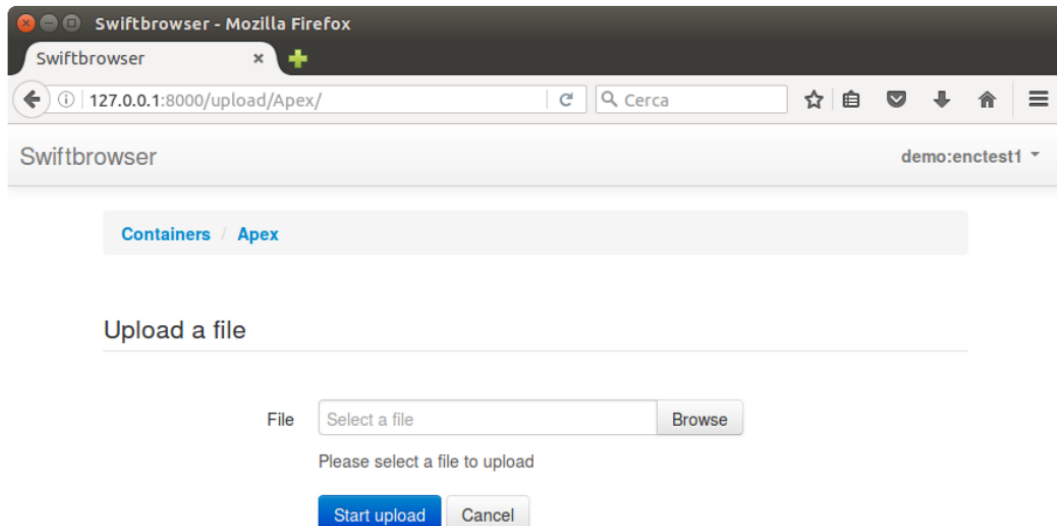 Swiftbrowser - Mozilla Firefox
Swiftbrowser
127.0.0.1:8000/upload/Apex/
Cerca
Swiftbrowser
demo:enctest1
Containers / Apex
Upload a file
File
Select a file
Browse
Please select a file to upload
Start upload
Cancel